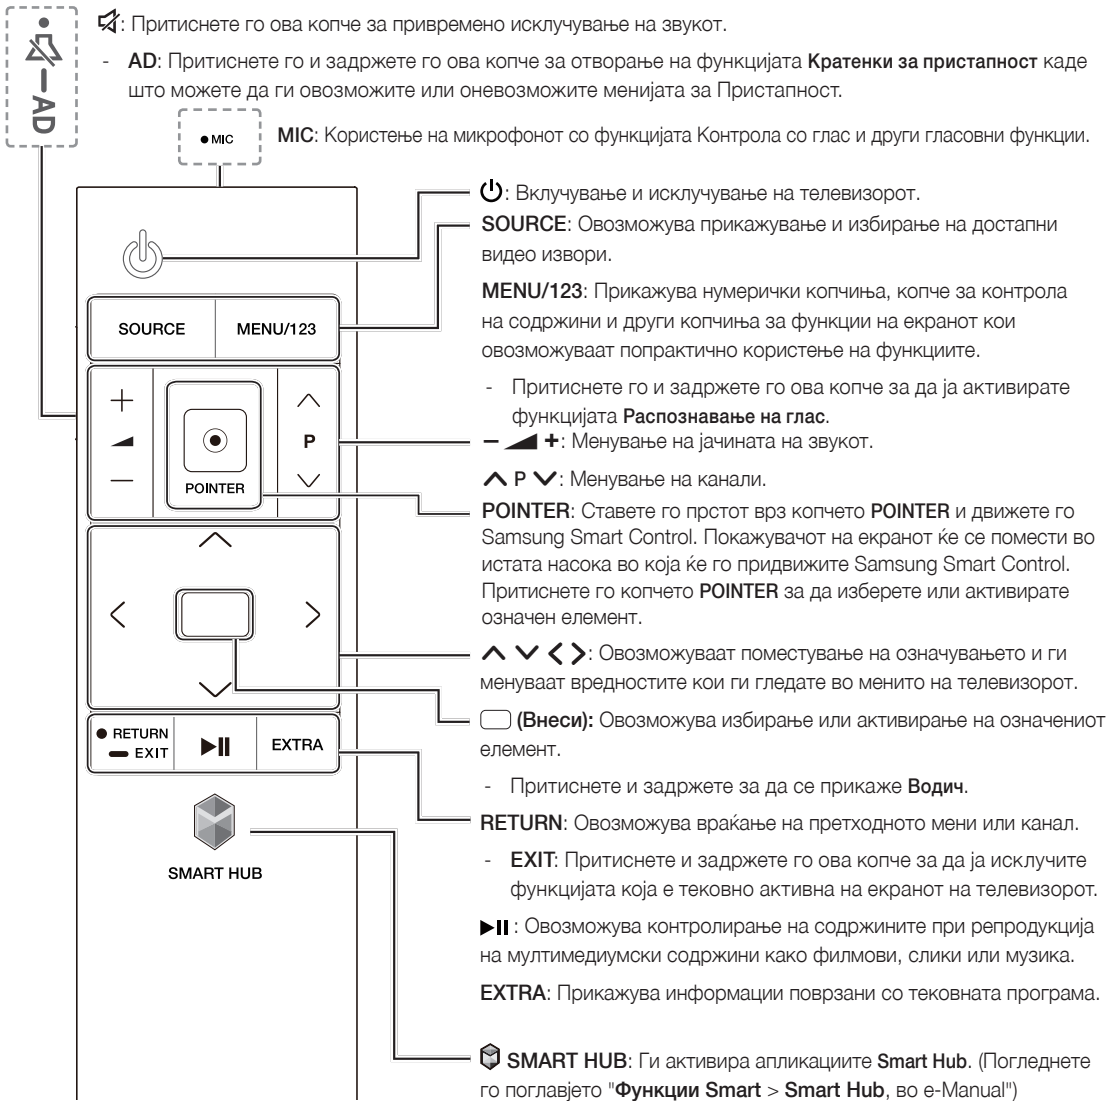 : Притиснете го ова копче за привремено исклучување на звукот.
- AD: Притиснете го и задржете го ова копче за отворање на функцијата Кратенки за пристапност каде
што можете да ги овозможите или оневозможите менијата за Пристапност.
AD
MIC
MIC: Користење на микрофонот со функцијата Контрола со глас и други гласовни функции.
: Вклучување и исклучување на телевизорот.
SOURCE: Овозможува прикажување и избирање на достапни
видео извори.
MENU/123: Прикажува нумерички копчиња, копче за контрола
на содржини и други копчиња за функции на екранот кои
овозможуваат попрактично користење на функциите.
- Притиснете го и задржете го ова копче за да ја активирате
функцијата Распознавање на глас.
SOURCE
MENU/123
+
P
—
POINTER
– +: Менување на јачината на звукот.
P : Менување на канали.
POINTER: Ставете го прстот врз копчето POINTER и движете го
Samsung Smart Control. Покажувачот на екранот ќе се помести во
истата насока во која ќе го придвижите Samsung Smart Control.
Притиснете го копчето POINTER за да изберете или активирате
означен елемент.
: Овозможуваат поместување на означувањето и ги
менуваат вредностите кои ги гледате во менито на телевизорот.
(Внеси): Овозможува избирање или активирање на означениот
елемент.
- Притиснете и задржете за да се прикаже Водич.
RETURN
EXIT
EXTRA
RETURN: Овозможува враќање на претходното мени или канал.
- EXIT: Притиснете и задржете го ова копче за да ја исклучите
функцијата која е тековно активна на екранот на телевизорот.
SMART HUB
: Овозможува контролирање на содржините при репродукција
на мултимедиумски содржини како филмови, слики или музика.
EXTRA: Прикажува информации поврзани со тековната програма.
SMART HUB: Ги активира апликациите Smart Hub. (Погледнете
го поглавјето "Функции Smart > Smart Hub, во e-Manual")